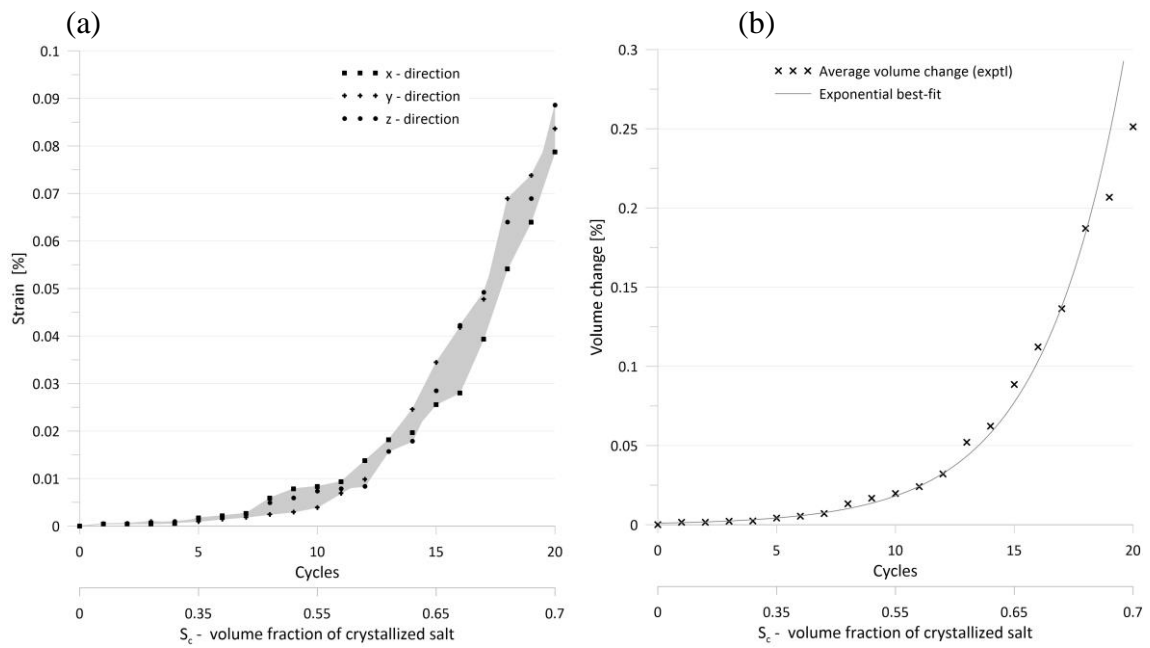 (a)
x - direction
y - direction
z - direction
0.1
0.09
0.08
0.07
0.06
0.05
0.04
0.03
0.02
0.01
0
Strain [%]
0 5 10 15 20
Cycles
0 0.35 0.55 0.65 0.7
Sc - volume fraction of crystallized salt
(b)
Average volume change (exptl)
Exponential best-fit
0.3
0.25
0.2
0.15
0.1
0.05
0
Volume change [%]
0 5 10 15 20
Cycles
0 0.35 0.55 0.65 0.7
Sc - volume fraction of crystallized salt